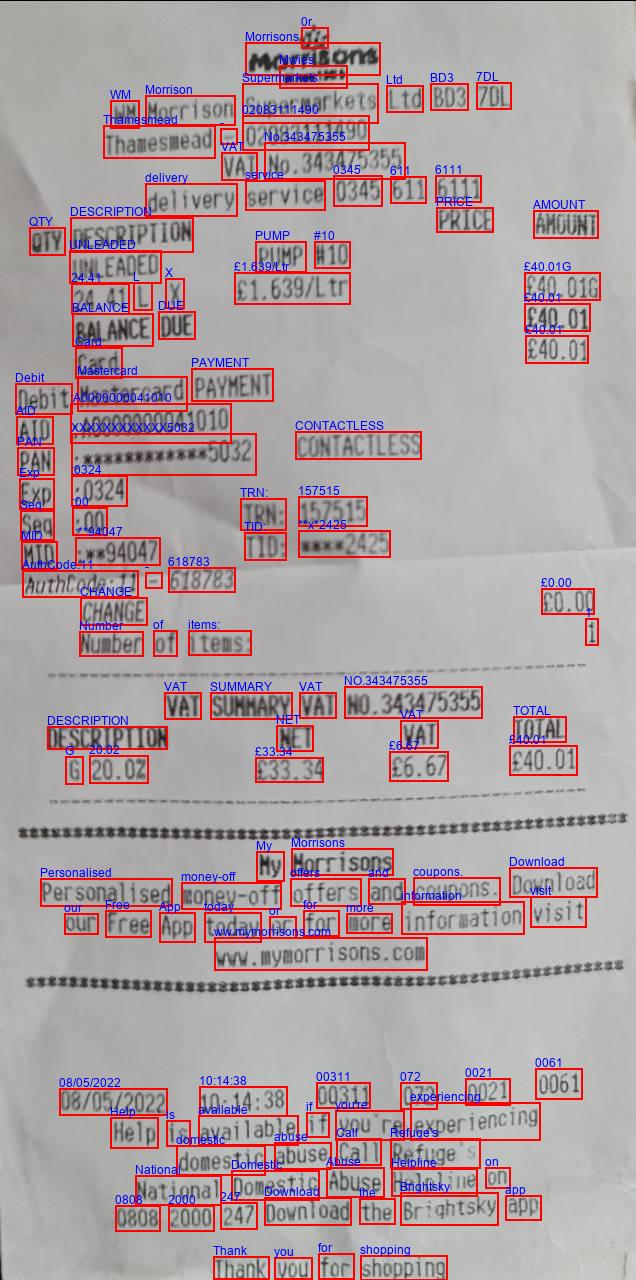 Morrisons
WM Morrison Supermarkets Ltd BD3 7DL
Thamesmead - 02083111490
VAT No.343475355
delivery service 0345 611 6111
QTY DESCRIPTION PRICE AMOUNT
UNLEADED PUMP #10
24.41 L X £1.639/Ltr £40.01G
BALANCE DUE £40.01
Card £40.01
Debit Mastercard PAYMENT
AID :A0000000041010
PAN :************5032 CONTACTLESS
Exp :0324
Seq :00 TRN: 157515
MID :**94047 TID: ****2425
AuthCode:11 - 618783
CHANGE £0.00
Number of items: 1
VAT SUMMARY VAT NO.343475355
DESCRIPTION NET VAT TOTAL
G 20.0% £33.34 £6.67 £40.01
My Morrisons
Personalised money-off offers and coupons. Download
our Free App today or for more information visit
www.mymorrisons.com
08/05/2022 10:14:38 00311 072 0021 0061
Help is available if you're experiencing
domestic abuse Call Refuge's
National Domestic Abuse Helpline on
0808 2000 247 Download the Brightsky app
Thank you for shopping